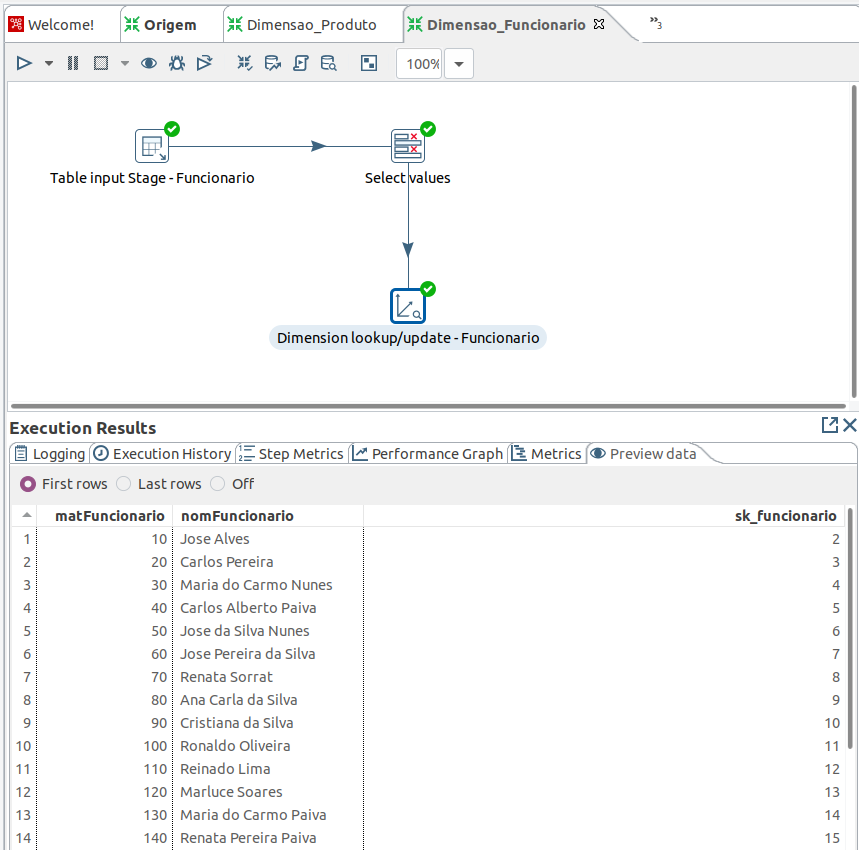 Welcome! Origem Dimensao_Produto Dimensao_Funcionario »3
100%
Table input Stage - Funcionario Select values
Dimension lookup/update - Funcionario
Execution Results
Logging Execution History Step Metrics Performance Graph Metrics Preview data
First rows Last rows Off
matFuncionario nomFuncionario sk_funcionario
1 10 Jose Alves 2
2 20 Carlos Pereira 3
3 30 Maria do Carmo Nunes 4
4 40 Carlos Alberto Paiva 5
5 50 Jose da Silva Nunes 6
6 60 Jose Pereira da Silva 7
7 70 Renata Sorrat 8
8 80 Ana Carla da Silva 9
9 90 Cristiana da Silva 10
10 100 Ronaldo Oliveira 11
11 110 Reinado Lima 12
12 120 Marluce Soares 13
13 130 Maria do Carmo Paiva 14
14 140 Renata Pereira Paiva 15